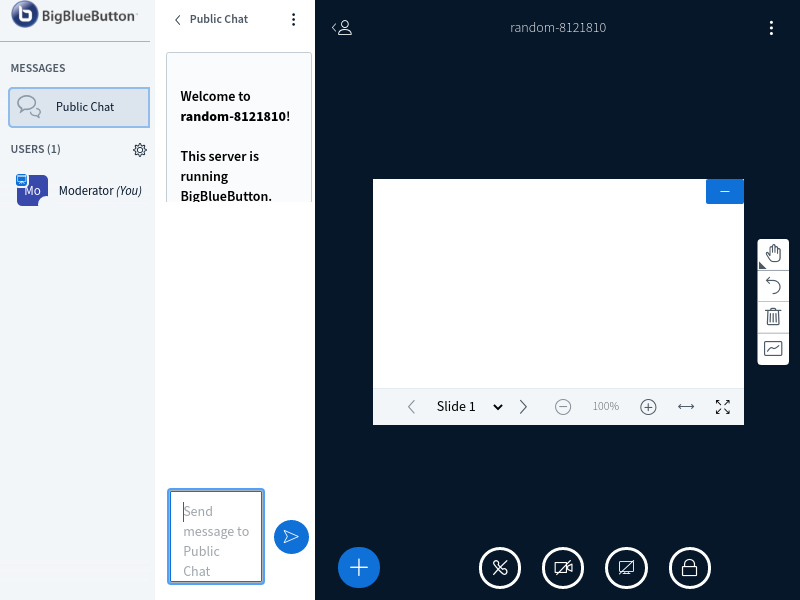 BigBlueButton
MESSAGES
Public Chat
USERS (1)
Mo
Moderator (You)
Public Chat
Welcome to
random-8121810!
This server is
running
BigBlueButton.
Send
message to
Public
Chat
random-8121810
Slide 1
100%